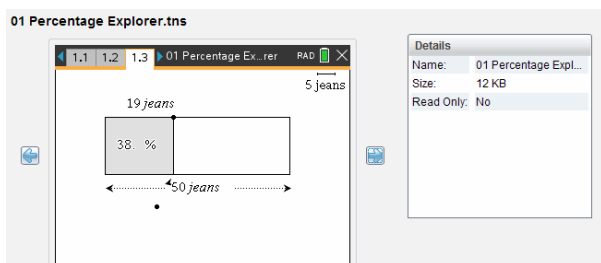 01 Percentage Explorer.tns
1.1 1.2 1.3 01 Percentage Ex...rer RAD
5 jeans
19 jeans
38. %
50 jeans
Details
Name: 01 Percentage Expl...
Size: 12 KB
Read Only: No